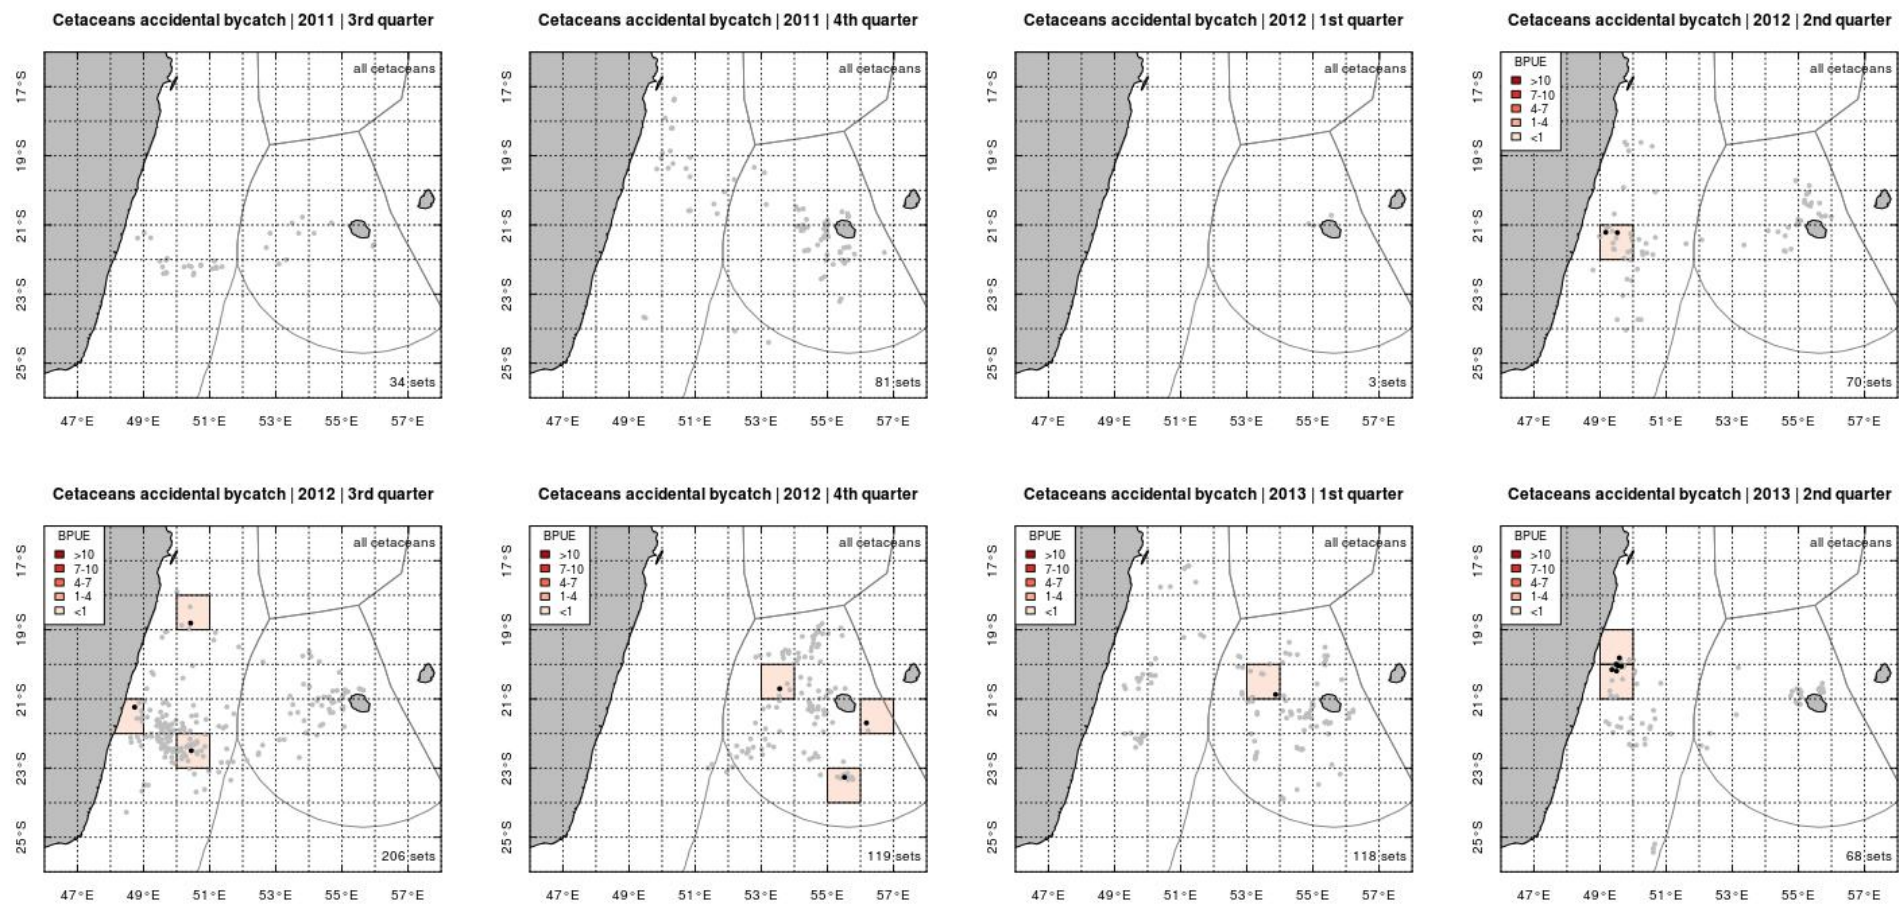 Cetaceans accidental bycatch | 2011 | 3rd quarter
all cetaceans
17°S
19°S
21°S
23°S
25°S
34 sets
47°E 49°E 51°E 53°E 55°E 57°E
Cetaceans accidental bycatch | 2011 | 4th quarter
all cetaceans
17°S
19°S
21°S
23°S
25°S
81 sets
47°E 49°E 51°E 53°E 55°E 57°E
Cetaceans accidental bycatch | 2012 | 1st quarter
all cetaceans
17°S
19°S
21°S
23°S
25°S
3 sets
47°E 49°E 51°E 53°E 55°E 57°E
Cetaceans accidental bycatch | 2012 | 2nd quarter
BPUE
>10
7-10
4-7
1-4
<1
all cetaceans
17°S
19°S
21°S
23°S
25°S
70 sets
47°E 49°E 51°E 53°E 55°E 57°E
Cetaceans accidental bycatch | 2012 | 3rd quarter
BPUE
>10
7-10
4-7
1-4
<1
all cetaceans
17°S
19°S
21°S
23°S
25°S
206 sets
47°E 49°E 51°E 53°E 55°E 57°E
Cetaceans accidental bycatch | 2012 | 4th quarter
BPUE
>10
7-10
4-7
1-4
<1
all cetaceans
17°S
19°S
21°S
23°S
25°S
119 sets
47°E 49°E 51°E 53°E 55°E 57°E
Cetaceans accidental bycatch | 2013 | 1st quarter
BPUE
>10
7-10
4-7
1-4
<1
all cetaceans
17°S
19°S
21°S
23°S
25°S
118 sets
47°E 49°E 51°E 53°E 55°E 57°E
Cetaceans accidental bycatch | 2013 | 2nd quarter
BPUE
>10
7-10
4-7
1-4
<1
all cetaceans
17°S
19°S
21°S
23°S
25°S
68 sets
47°E 49°E 51°E 53°E 55°E 57°E